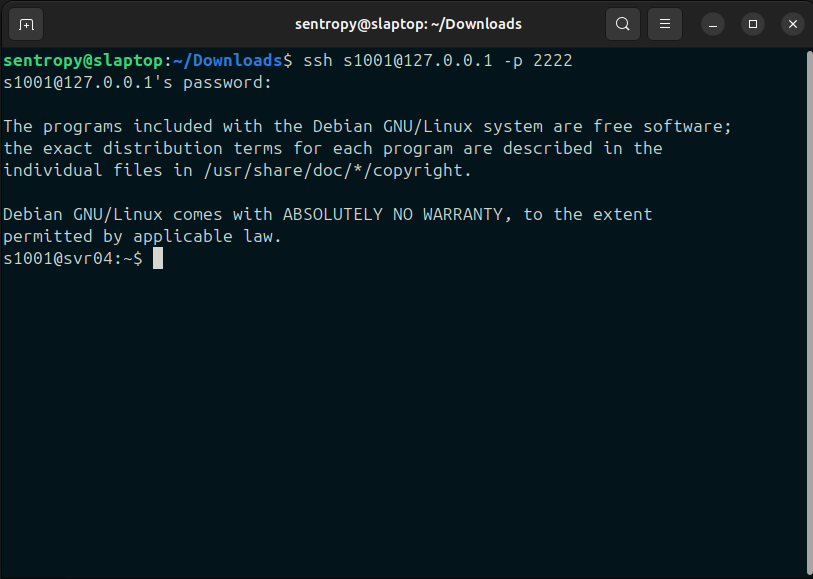 sentropy@slaptop: ~/Downloads
sentropy@slaptop:~/Downloads$ ssh s1001@127.0.0.1 -p 2222
s1001@127.0.0.1's password:
The programs included with the Debian GNU/Linux system are free software;
the exact distribution terms for each program are described in the
individual files in /usr/share/doc/*/copyright.
Debian GNU/Linux comes with ABSOLUTELY NO WARRANTY, to the extent
permitted by applicable law.
s1001@svr04:~$